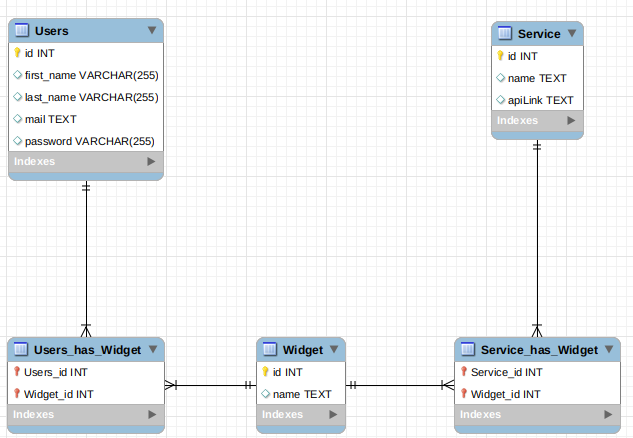 Users
id INT
first_name VARCHAR(255)
last_name VARCHAR(255)
mail TEXT
password VARCHAR(255)
Indexes
Service
id INT
name TEXT
apiLink TEXT
Indexes
Users_has_Widget
Users_id INT
Widget_id INT
Indexes
Widget
id INT
name TEXT
Indexes
Service_has_Widget
Service_id INT
Widget_id INT
Indexes